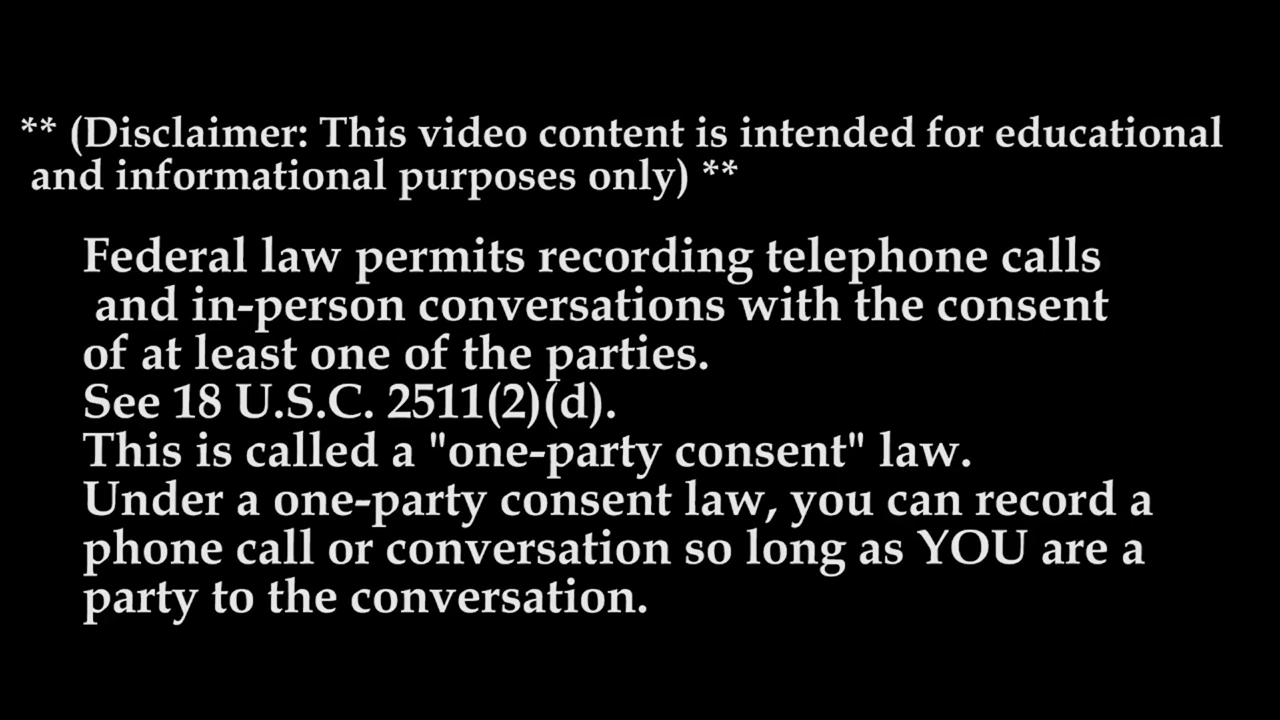 ** (Disclaimer: This video content is intended for educational
and informational purposes only) **
Federal law permits recording telephone calls
and in-person conversations with the consent
of at least one of the parties.
See 18 U.S.C. 2511(2)(d).
This is called a "one-party consent" law.
Under a one-party consent law, you can record a
phone call or conversation so long as YOU are a
party to the conversation.